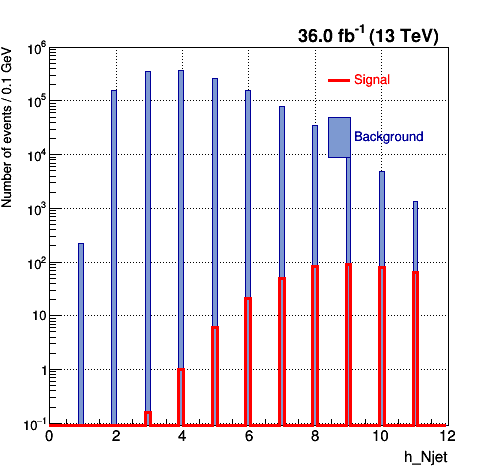 36.0 fb⁻¹ (13 TeV)
Number of events / 0.1 GeV
Signal
Background
10⁶
10⁵
10⁴
10³
10²
10
1
10⁻¹
0 2 4 6 8 10 12
h_Njet